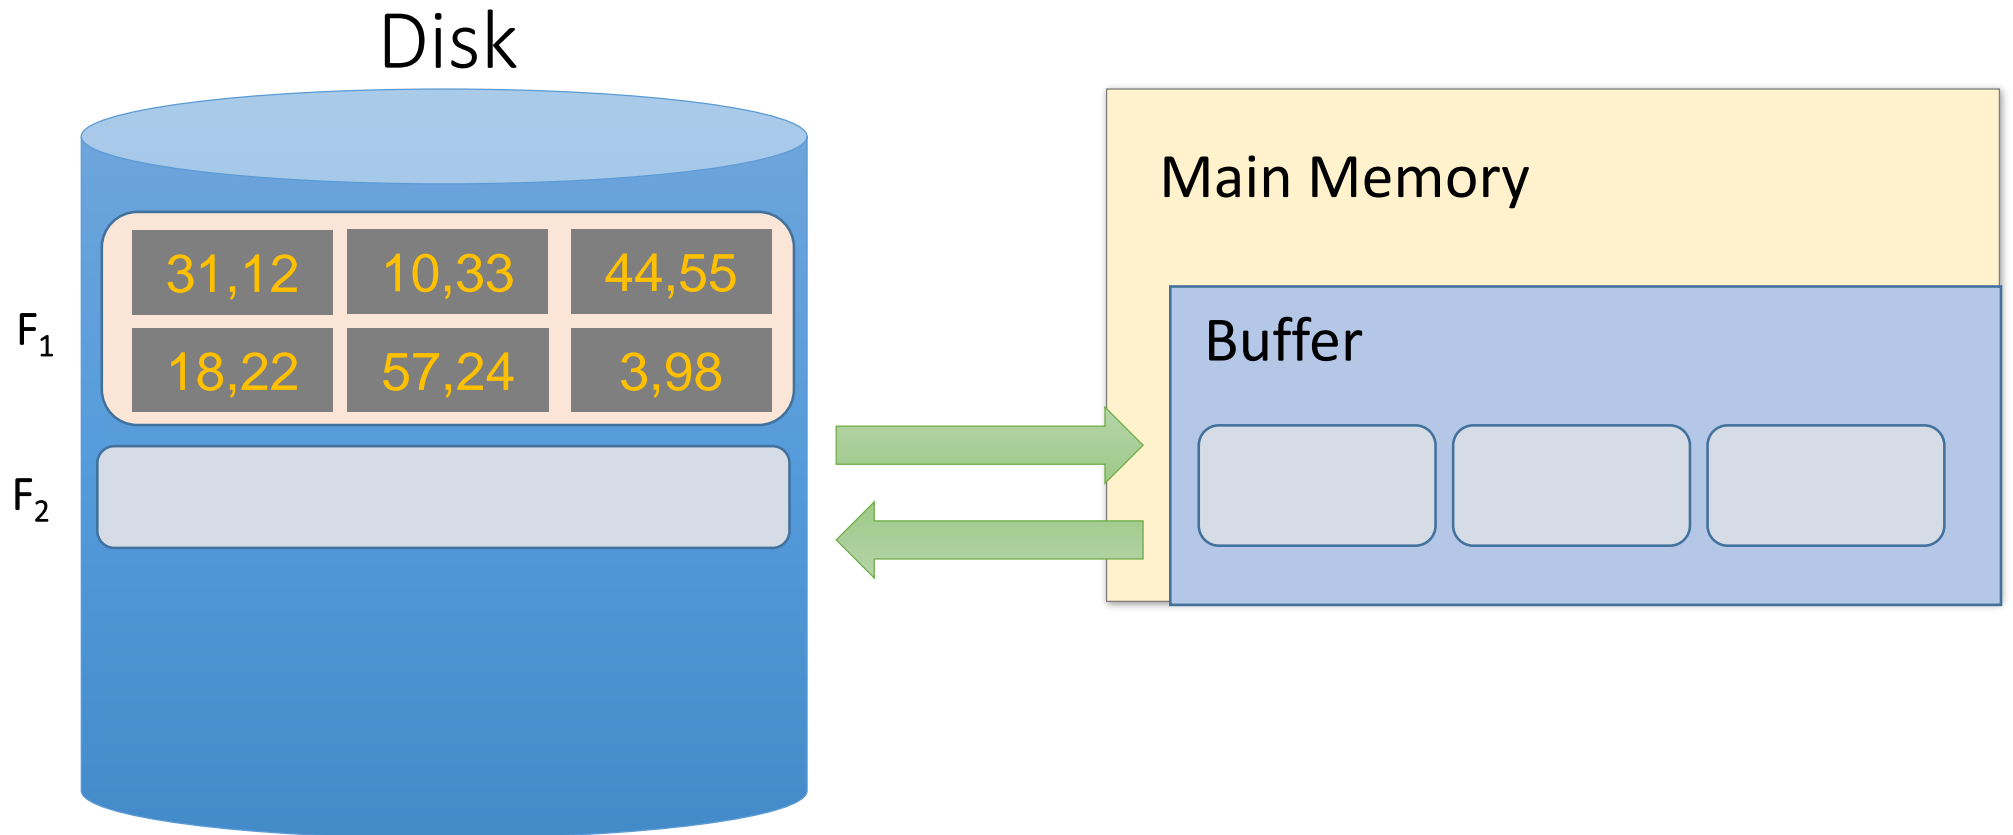 Disk
Main Memory
31,12 10,33 44,55
F₁
Buffer
18,22 57,24 3,98
F₂